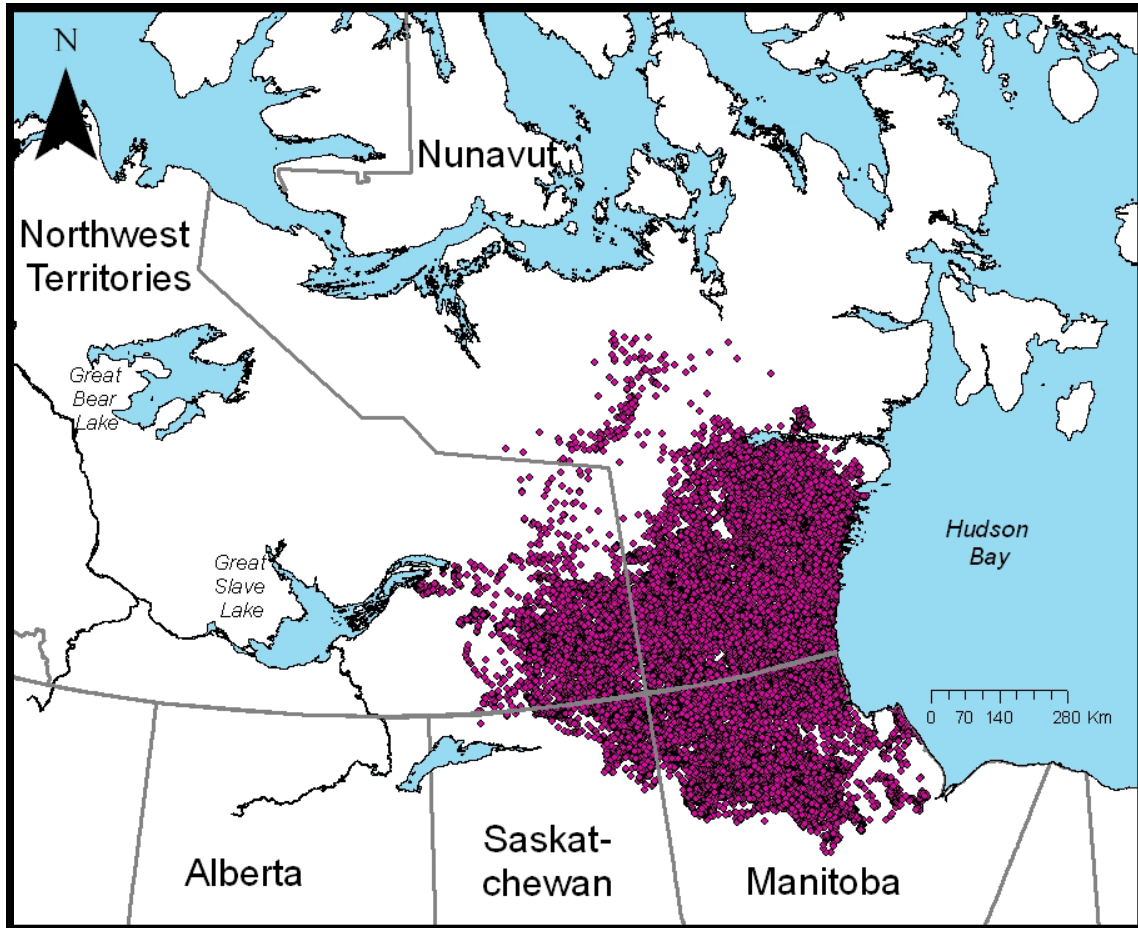 N
Nunavut
Northwest
Territories
Great
Bear
Lake
Great
Slave
Lake
Hudson
Bay
0 70 140 280 Km
Alberta
Saskat-
chewan
Manitoba